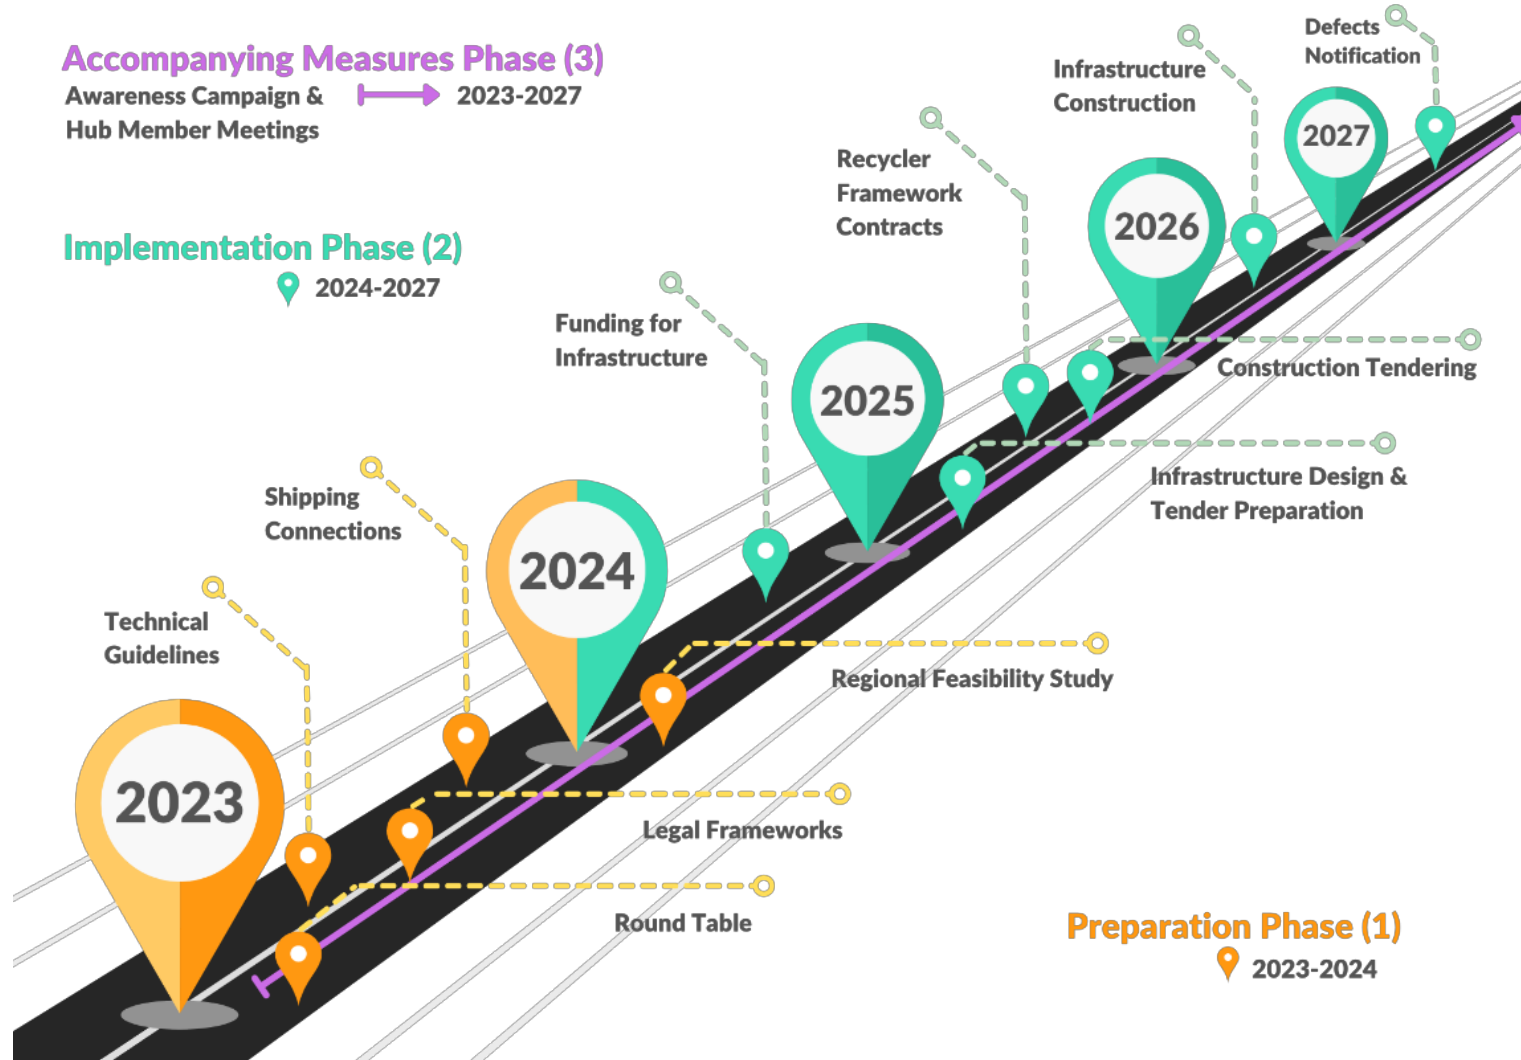 Accompanying Measures Phase (3)
Awareness Campaign &
Hub Member Meetings
2023-2027
Implementation Phase (2)
2024-2027
Defects
Notification
Infrastructure
Construction
2027
Recycler
Framework
Contracts
2026
Construction Tendering
Funding for
Infrastructure
2025
Infrastructure Design &
Tender Preparation
Shipping
Connections
2024
Technical
Guidelines
Regional Feasibility Study
2023
Legal Frameworks
Round Table
Preparation Phase (1)
2023-2024